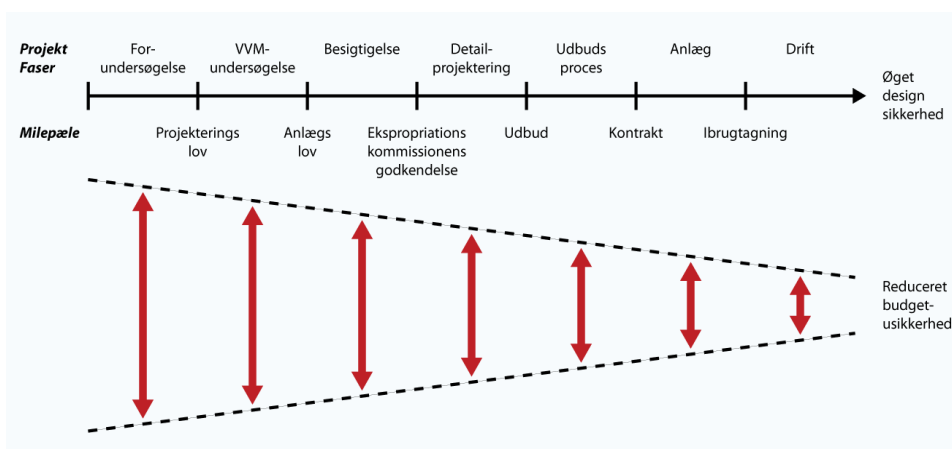 Projekt
Faser
For-
undersøgelse
VVM-
undersøgelse
Besigtigelse
Detail-
projektering
Udbuds
proces
Anlæg
Drift
Øget
design
sikkerhed
Milepæle
Projekterings
lov
Anlægs
lov
Ekspropriations
kommissionens
godkendelse
Udbud
Kontrakt
Ibrugtagning
Reduceret
budget-
usikkerhed